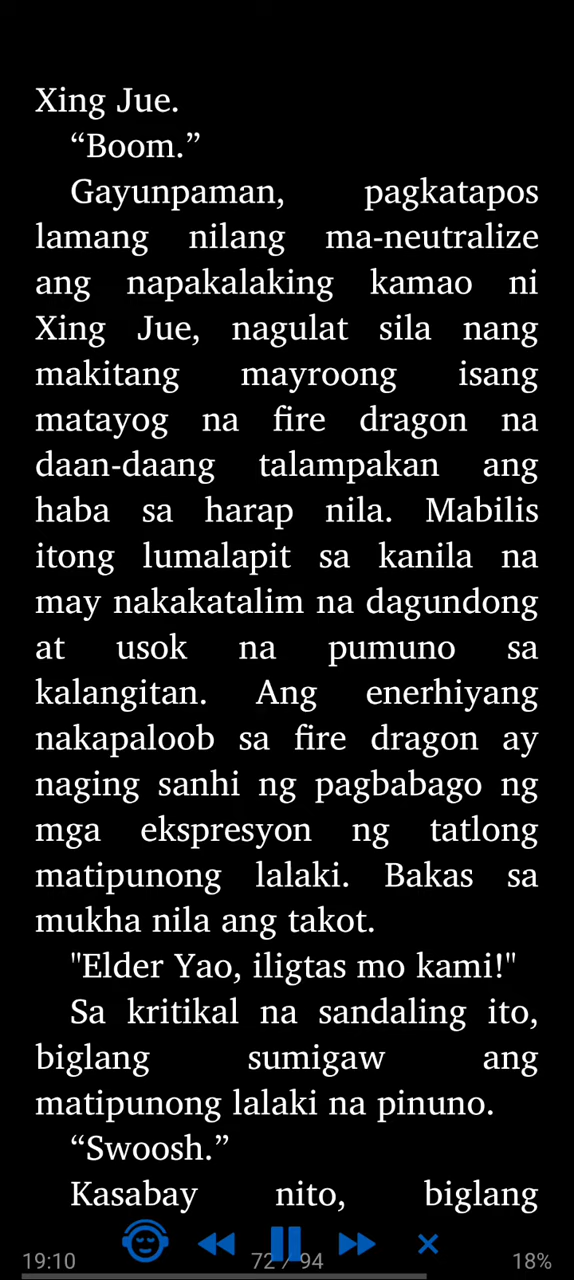 Xing Jue.
“Boom.”
Gayunpaman, pagkatapos
lamang nilang ma-neutralize
ang napakalaking kamao ni
Xing Jue, nagulat sila nang
makitang mayroong isang
matayog na fire dragon na
daan-daang talampakan ang
haba sa harap nila. Mabilis
itong lumalapit sa kanila na
may nakakatalim na dagundong
at usok na pumuno sa
kalangitan. Ang enerhiyang
nakapaloob sa fire dragon ay
naging sanhi ng pagbabago ng
mga ekspresyon ng tatlong
matipunong lalaki. Bakas sa
mukha nila ang takot.
"Elder Yao, iligtas mo kami!"
Sa kritikal na sandaling ito,
biglang sumigaw ang
matipunong lalaki na pinuno.
“Swoosh.”
Kasabay nito, biglang
19:10 72 / 94 18%